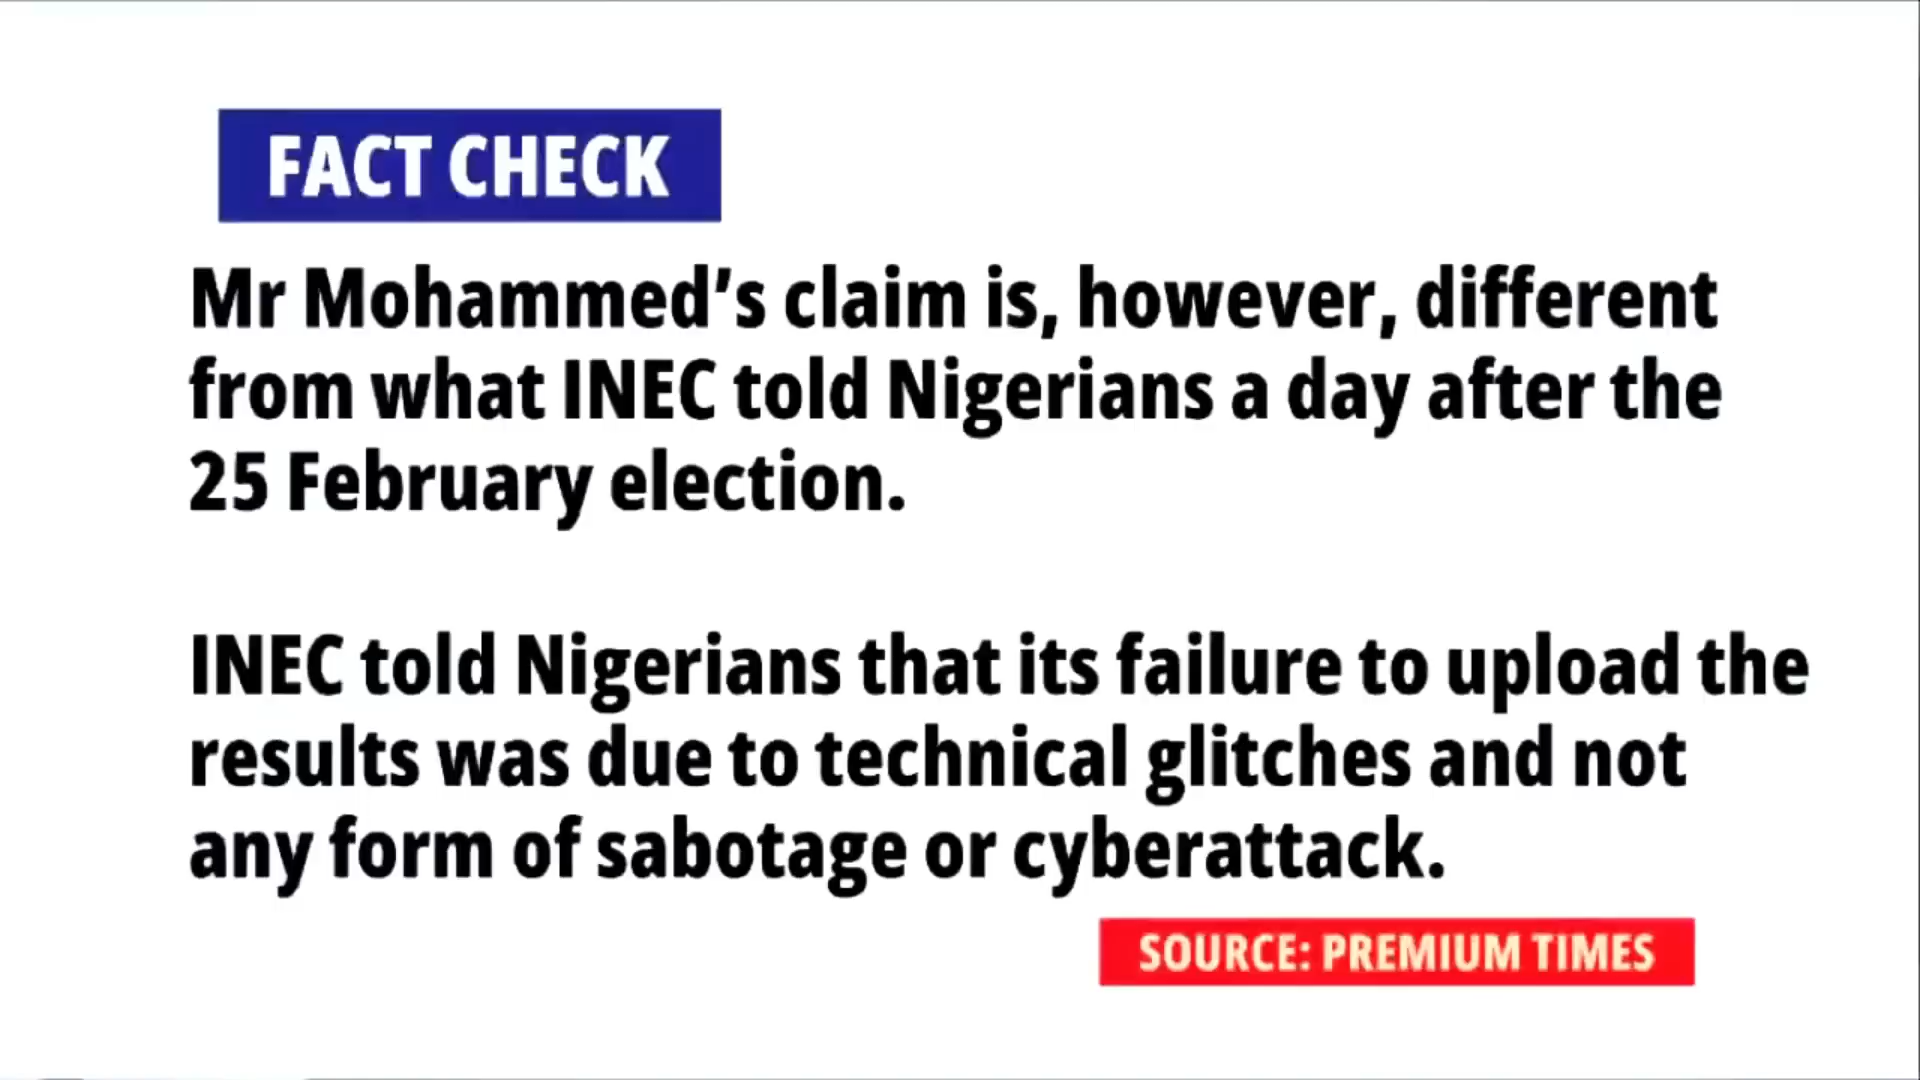 FACT CHECK
Mr Mohammed’s claim is, however, different
from what INEC told Nigerians a day after the
25 February election.
INEC told Nigerians that its failure to upload the
results was due to technical glitches and not
any form of sabotage or cyberattack.
SOURCE: PREMIUM TIMES